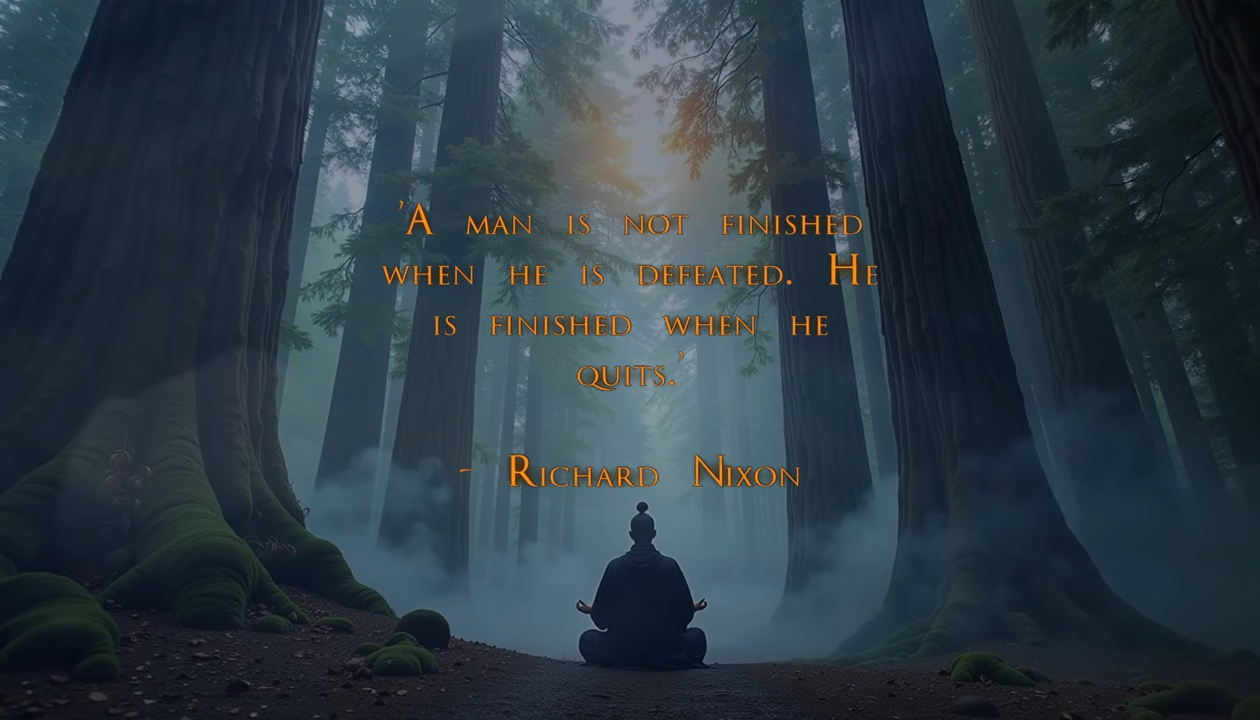 'A man is not finished
when he is defeated. He
is finished when he
quits.'
- Richard Nixon